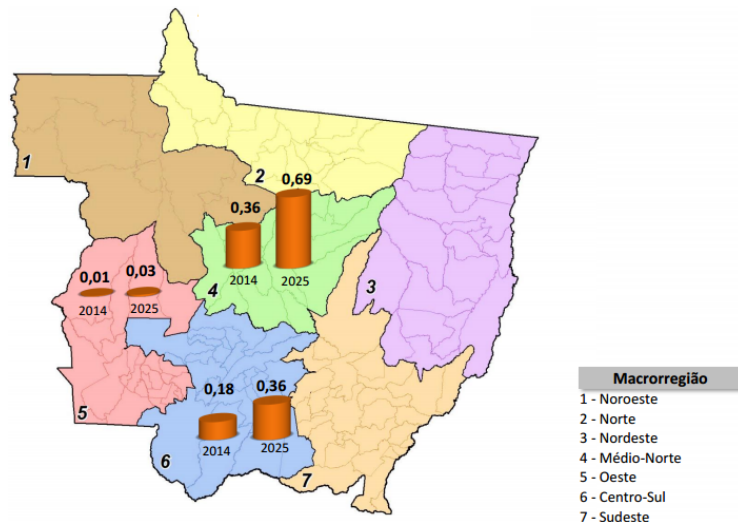 1
2
0,69
0,36
2014
2025
4
3
0,01
0,03
2014
2025
5
0,18
0,36
2014
2025
6
7
Macrorregião
1 - Noroeste
2 - Norte
3 - Nordeste
4 - Médio-Norte
5 - Oeste
6 - Centro-Sul
7 - Sudeste